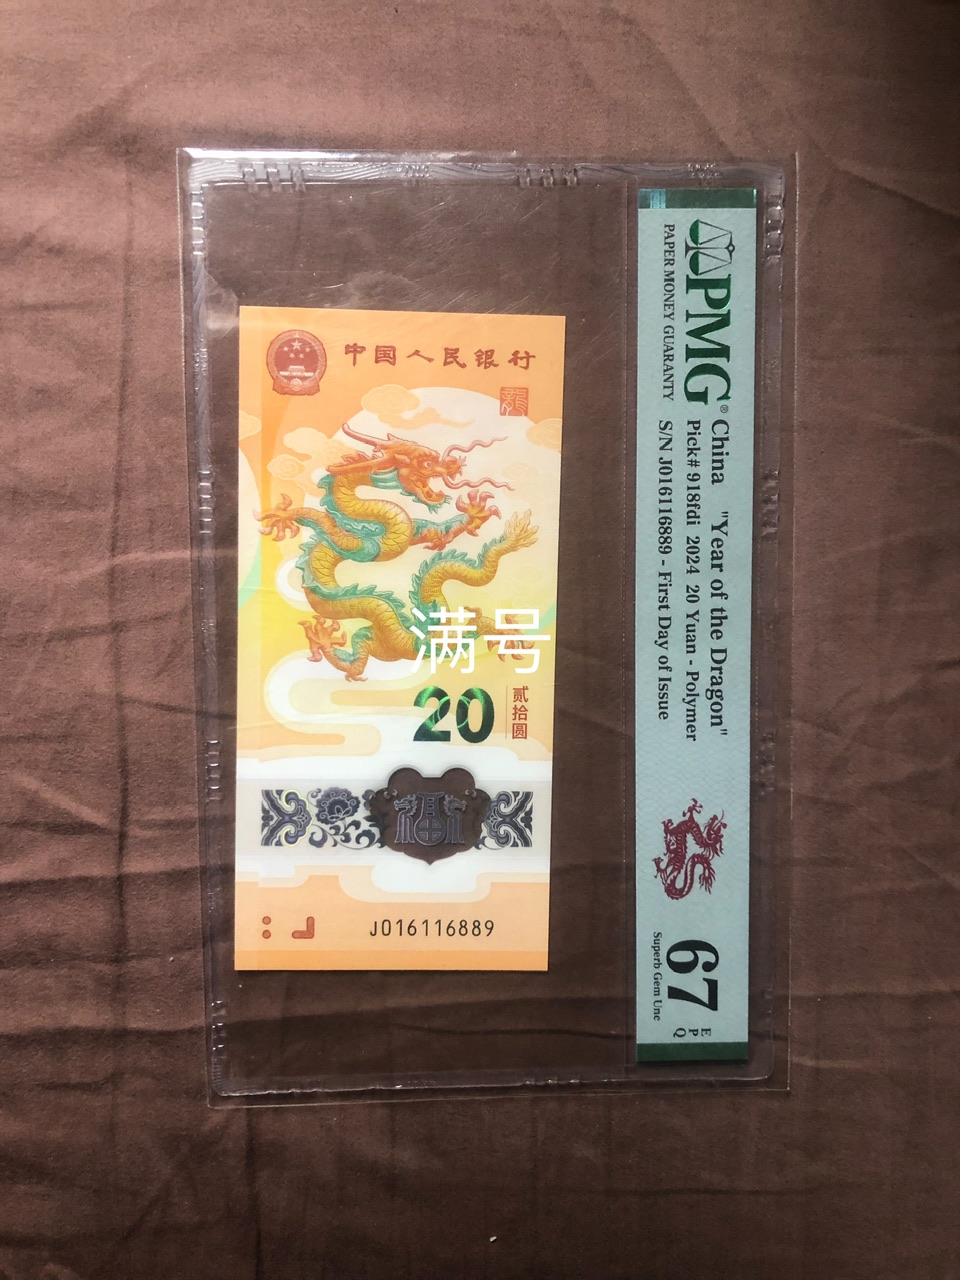 中国人民银行
龍
满号
20
贰拾圆
J016116889
PMG®
PAPER MONEY GUARANTY
China "Year of the Dragon"
Pick# 918fdi 2024 20 Yuan - Polymer
S/N J016116889 - First Day of Issue
67
EPQ
Superb Gem Unc